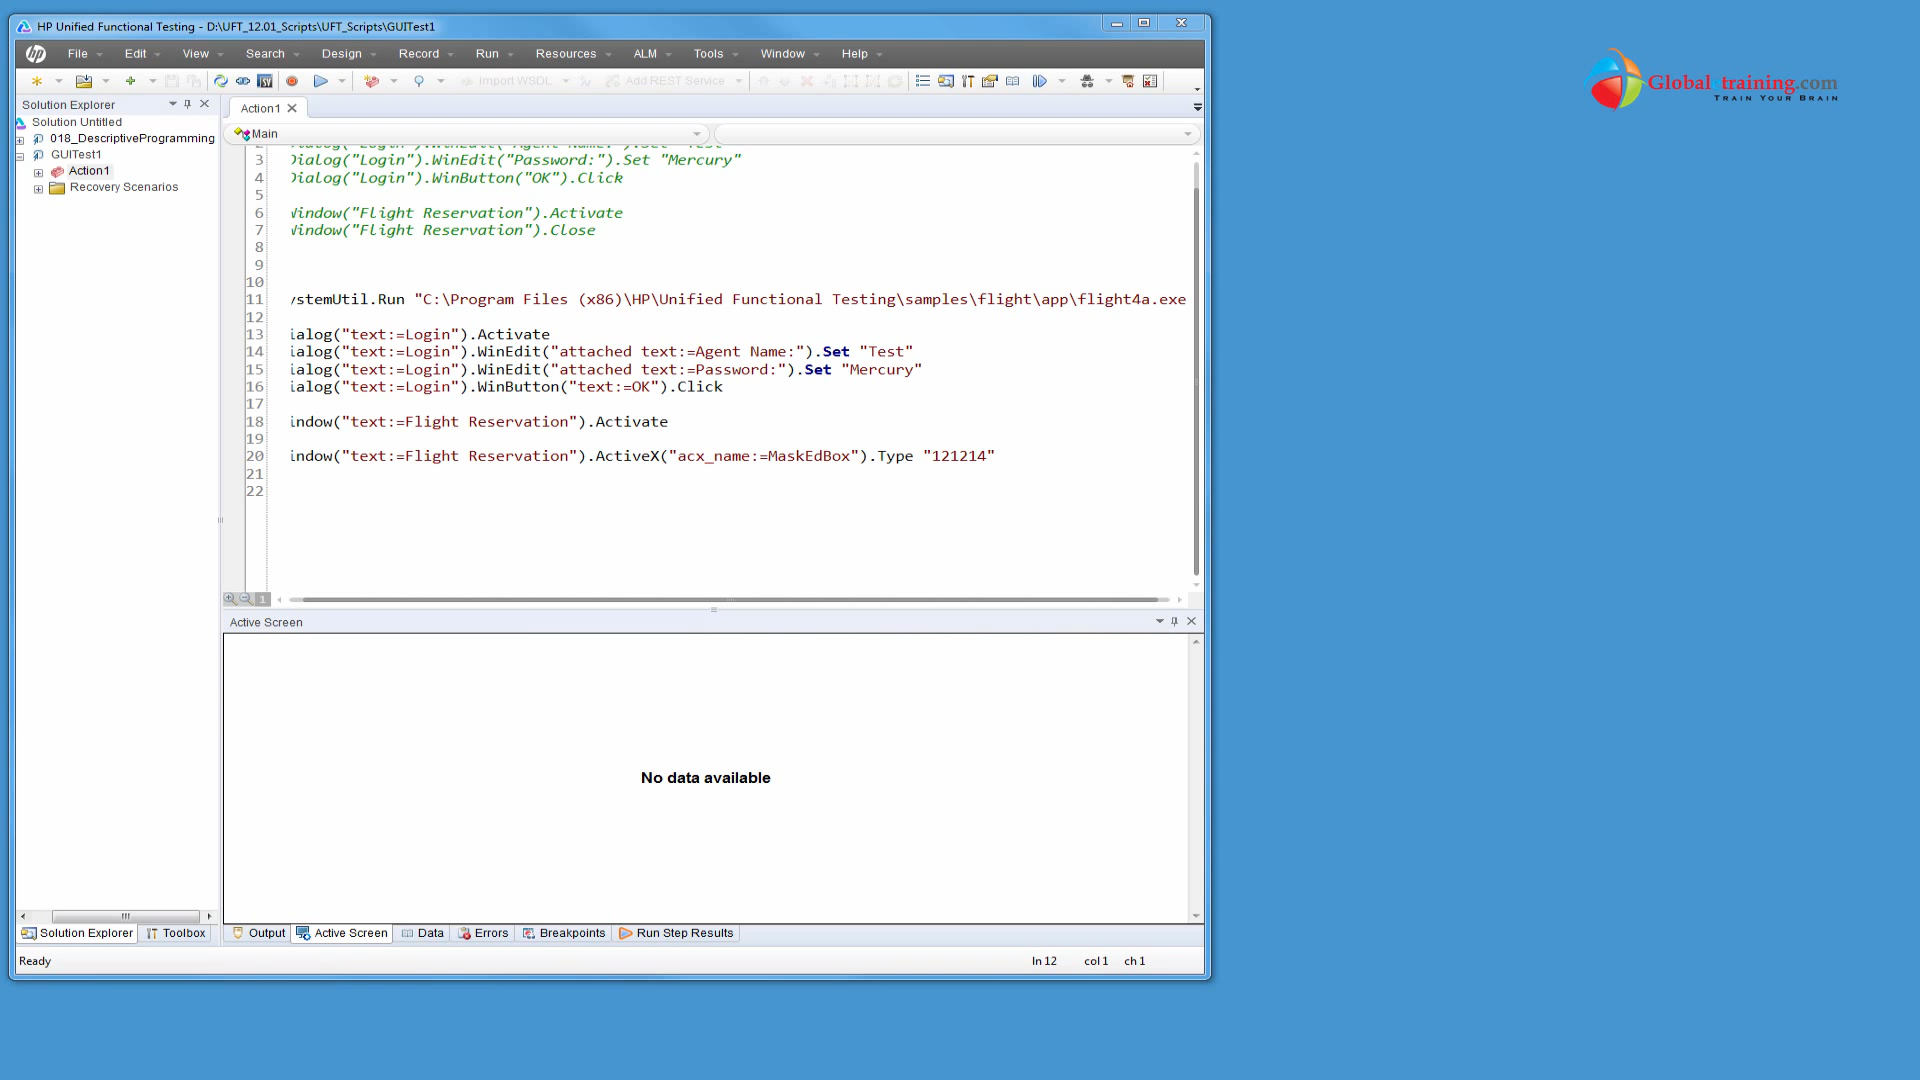 HP Unified Functional Testing - D:\UFT_12.01_Scripts\UFT_Scripts\GUITest1
hp File Edit View Search Design Record Run Resources ALM Tools Window Help
Import WSDL Add REST Service
Solution Explorer
Solution Untitled
018_DescriptiveProgramming
GUITest1
Action1
Recovery Scenarios
Action1
Main
3 Dialog("Login").WinEdit("Password:").Set "Mercury"
4 Dialog("Login").WinButton("OK").Click
5
6 Window("Flight Reservation").Activate
7 Window("Flight Reservation").Close
8
9
10
11 ystemUtil.Run "C:\Program Files (x86)\HP\Unified Functional Testing\samples\flight\app\flight4a.exe
12
13 ialog("text:=Login").Activate
14 ialog("text:=Login").WinEdit("attached text:=Agent Name:").Set "Test"
15 ialog("text:=Login").WinEdit("attached text:=Password:").Set "Mercury"
16 ialog("text:=Login").WinButton("text:=OK").Click
17
18 indow("text:=Flight Reservation").Activate
19
20 indow("text:=Flight Reservation").ActiveX("acx_name:=MaskEdBox").Type "121214"
21
22
1
Active Screen
No data available
Solution Explorer Toolbox
Output Active Screen Data Errors Breakpoints Run Step Results
Ready
ln 12 col 1 ch 1
Globaletraining.com
Train Your Brain